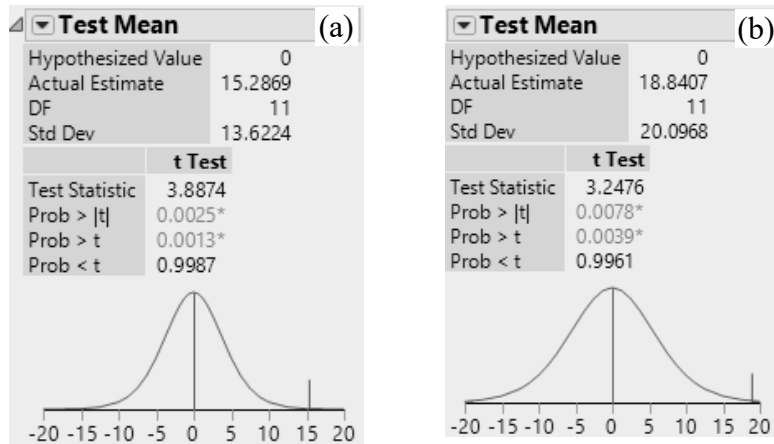 Test Mean (a)
Hypothesized Value 0
Actual Estimate 15.2869
DF 11
Std Dev 13.6224
t Test
Test Statistic 3.8874
Prob > |t| 0.0025*
Prob > t 0.0013*
Prob < t 0.9987
-20 -15 -10 -5 0 5 10 15 20
Test Mean (b)
Hypothesized Value 0
Actual Estimate 18.8407
DF 11
Std Dev 20.0968
t Test
Test Statistic 3.2476
Prob > |t| 0.0078*
Prob > t 0.0039*
Prob < t 0.9961
-20 -15 -10 -5 0 5 10 15 20